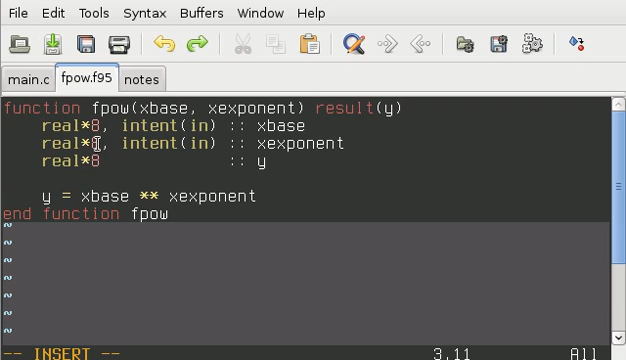 File Edit Tools Syntax Buffers Window Help
main.c fpow.f95 notes
function fpow(xbase, xexponent) result(y)
real*8, intent(in) :: xbase
real*8, intent(in) :: xexponent
real*8 :: y
y = xbase ** xexponent
end function fpow
~
~
~
~
~
~
~
-- INSERT -- 3,11 All